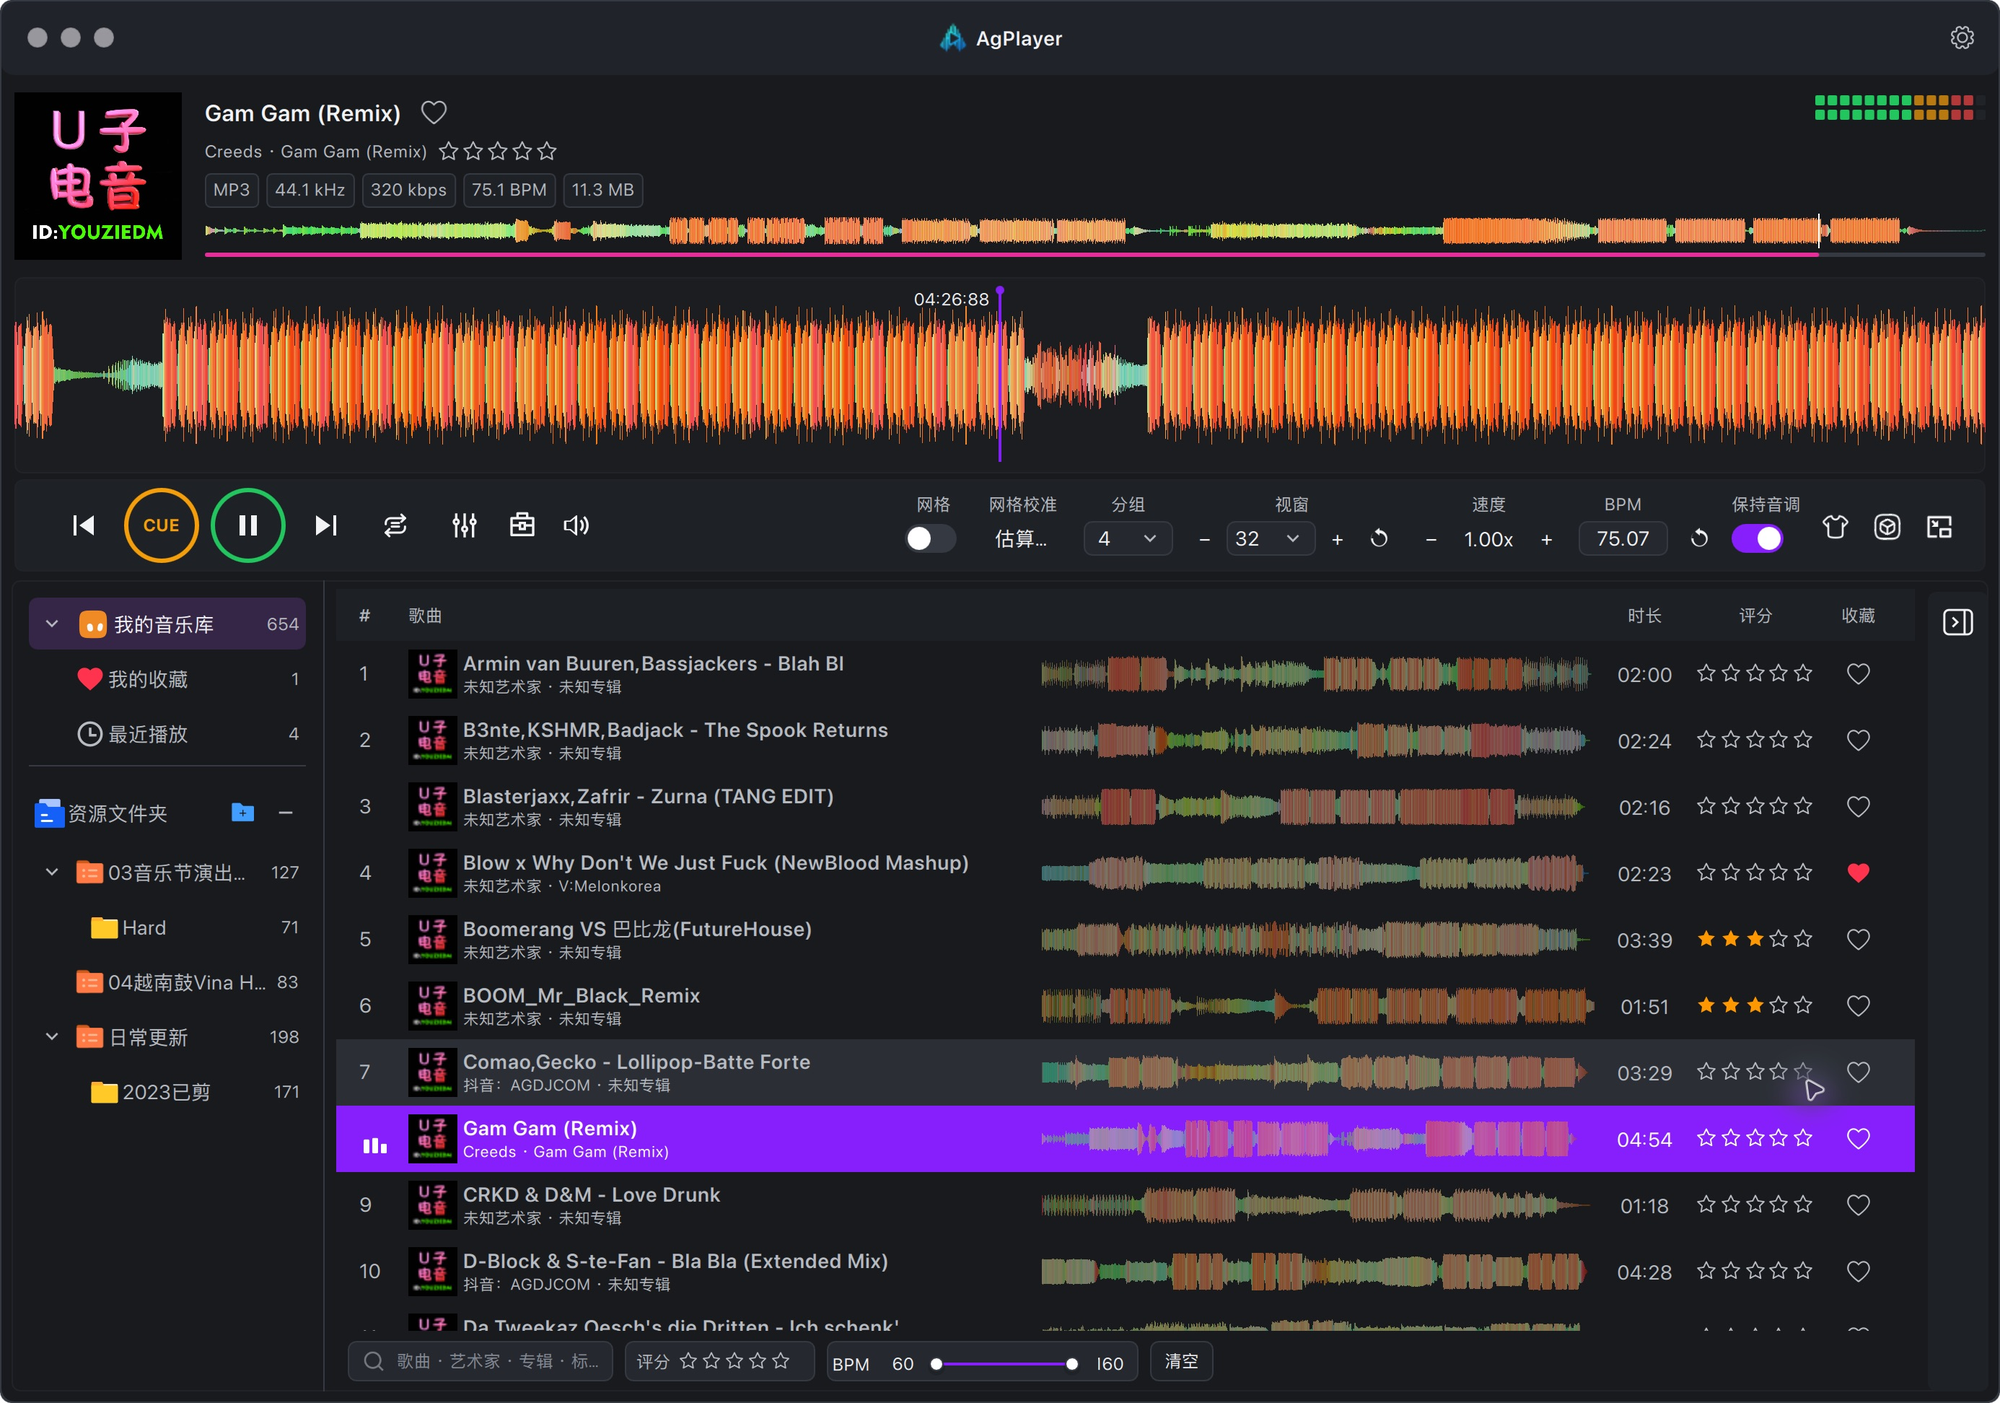 AgPlayer
U子
电音
ID:YOUZIEDM
Gam Gam (Remix)
Creeds · Gam Gam (Remix)
MP3 44.1 kHz 320 kbps 75.1 BPM 11.3 MB
04:26:88
CUE
网格 网格校准 分组 视窗 速度 BPM 保持音调
估算... 4 − 32 + − 1.00x + 75.07
我的音乐库 654
我的收藏 1
最近播放 4
资源文件夹
03音乐节演出... 127
Hard 71
04越南鼓Vina H... 83
日常更新 198
2023已剪 171
# 歌曲 时长 评分 收藏
1 Armin van Buuren,Bassjackers - Blah Bl 02:00
未知艺术家 · 未知专辑
2 B3nte,KSHMR,Badjack - The Spook Returns 02:24
未知艺术家 · 未知专辑
3 Blasterjaxx,Zafrir - Zurna (TANG EDIT) 02:16
未知艺术家 · 未知专辑
4 Blow x Why Don't We Just Fuck (NewBlood Mashup) 02:23
未知艺术家 · V:Melonkorea
5 Boomerang VS 巴比龙(FutureHouse) 03:39
未知艺术家 · 未知专辑
6 BOOM_Mr_Black_Remix 01:51
未知艺术家 · 未知专辑
7 Comao,Gecko - Lollipop-Batte Forte 03:29
抖音：AGDJCOM · 未知专辑
Gam Gam (Remix) 04:54
Creeds · Gam Gam (Remix)
9 CRKD & D&M - Love Drunk 01:18
未知艺术家 · 未知专辑
10 D-Block & S-te-Fan - Bla Bla (Extended Mix) 04:28
抖音：AGDJCOM · 未知专辑
Da Tweekaz,Oesch's die Dritten - Ich schenk'
歌曲 · 艺术家 · 专辑 · 标... 评分 BPM 60 160 清空